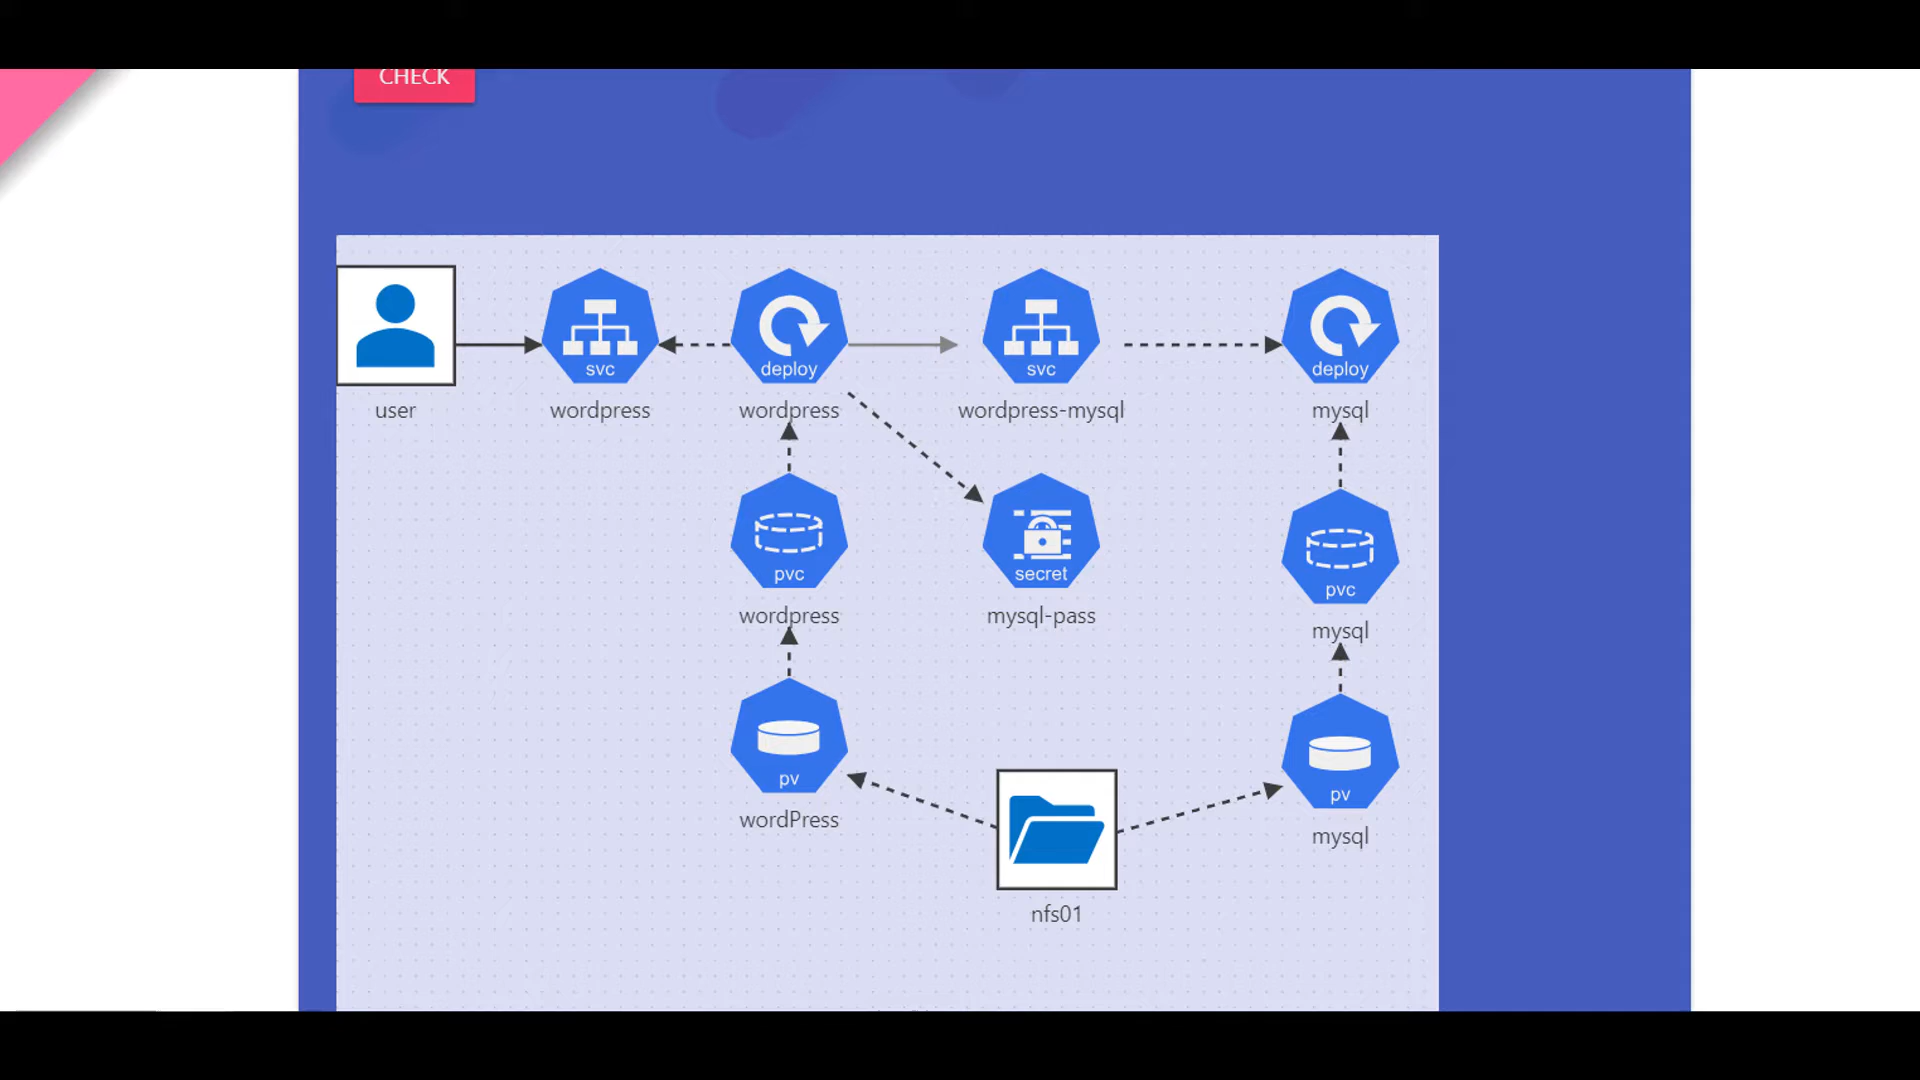 CHECK
svc
deploy
svc
deploy
user
wordpress
wordpress
wordpress-mysql
mysql
pvc
secret
pvc
wordpress
mysql-pass
mysql
pv
pv
wordPress
mysql
nfs01